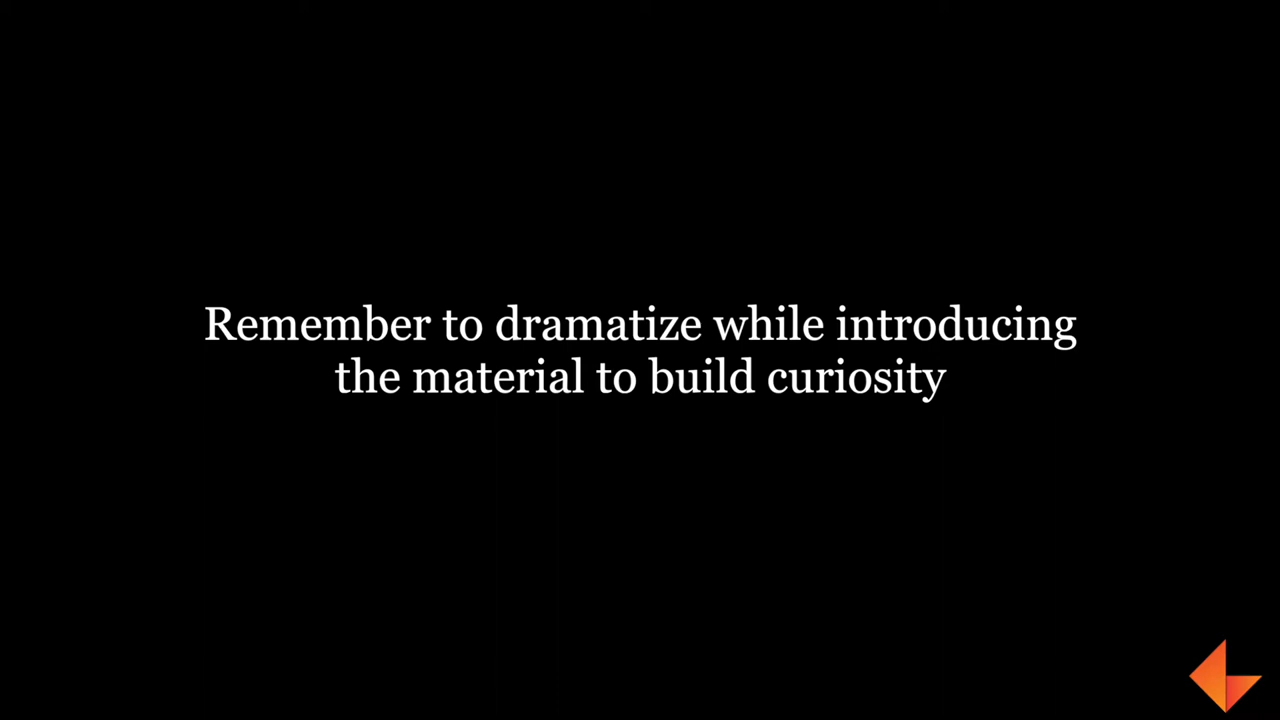 Remember to dramatize while introducing
the material to build curiosity